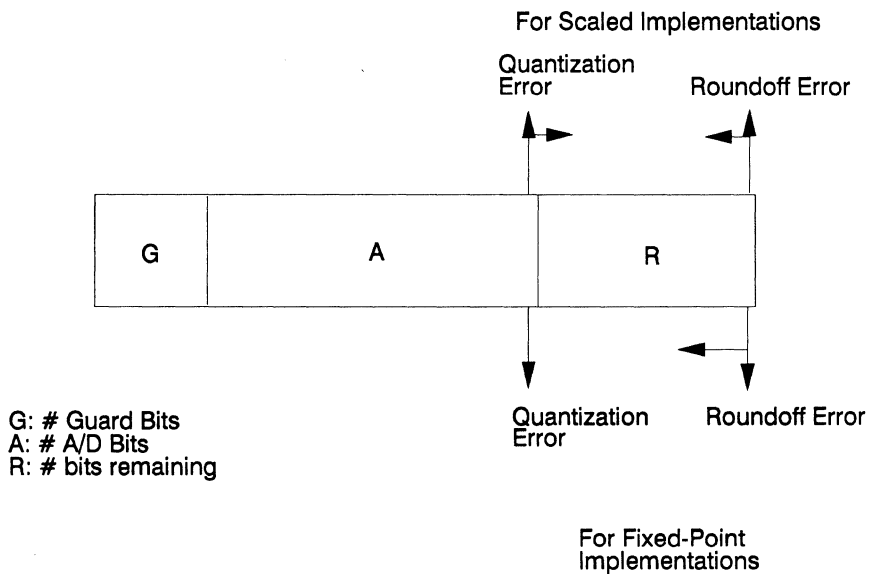 For Scaled Implementations
Quantization
Error
Roundoff Error
G
A
R
Quantization
Error
Roundoff Error
G: # Guard Bits
A: # A/D Bits
R: # bits remaining
For Fixed-Point
Implementations